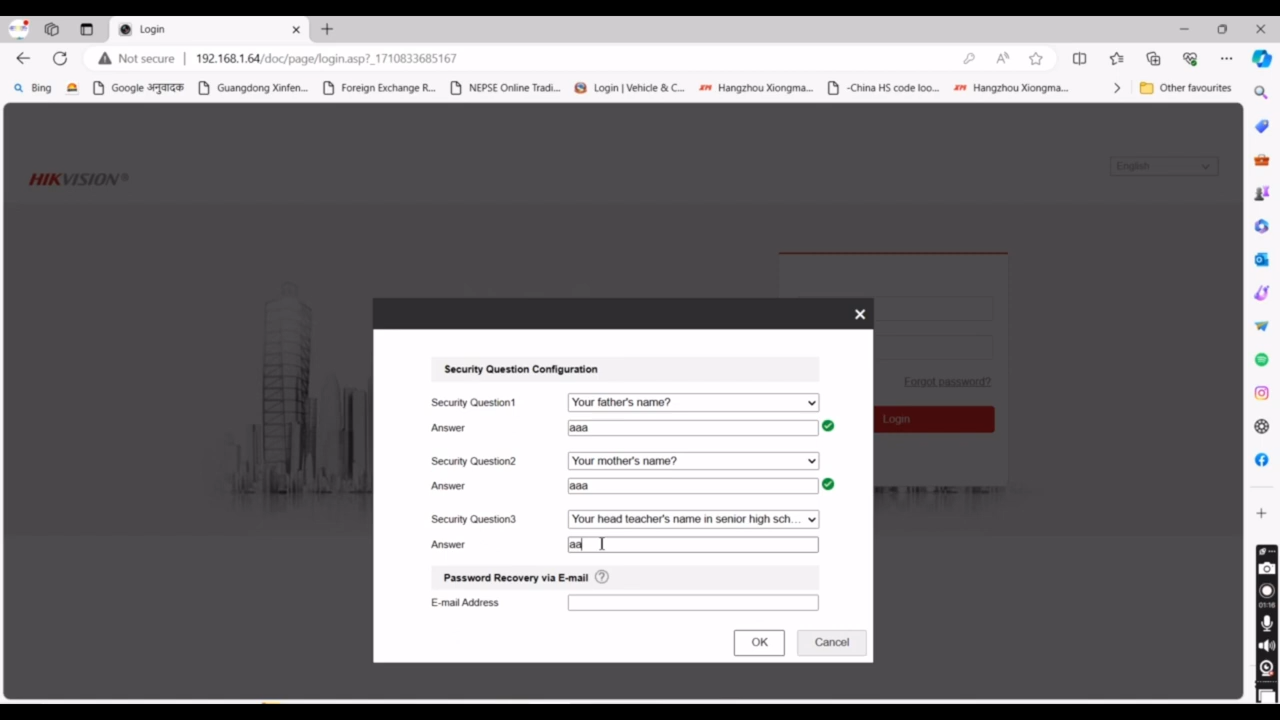 Login
Not secure | 192.168.1.64/doc/page/login.asp?_1710833685167
Bing Google अनुवादक Guangdong Xinfen... Foreign Exchange R... NEPSE Online Tradi... Login | Vehicle & C... XM Hangzhou Xiongma... -China HS code loo... XM Hangzhou Xiongma... Other favourites
HIKVISION®
English
Forgot password?
Login
Security Question Configuration
Security Question1 Your father's name?
Answer aaa
Security Question2 Your mother's name?
Answer aaa
Security Question3 Your head teacher's name in senior high sch...
Answer aa
Password Recovery via E-mail ?
E-mail Address
OK Cancel
01:16